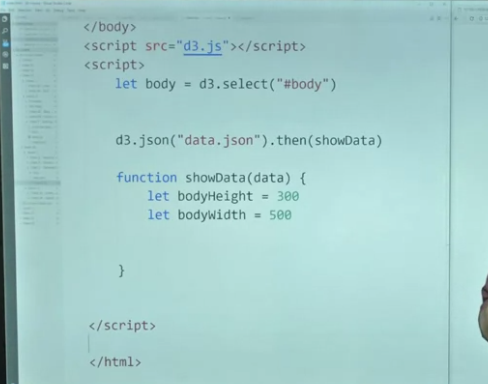 </body>
<script src="d3.js"></script>
<script>
let body = d3.select("#body")
d3.json("data.json").then(showData)
function showData(data) {
let bodyHeight = 300
let bodyWidth = 500
}
</script>
</html>